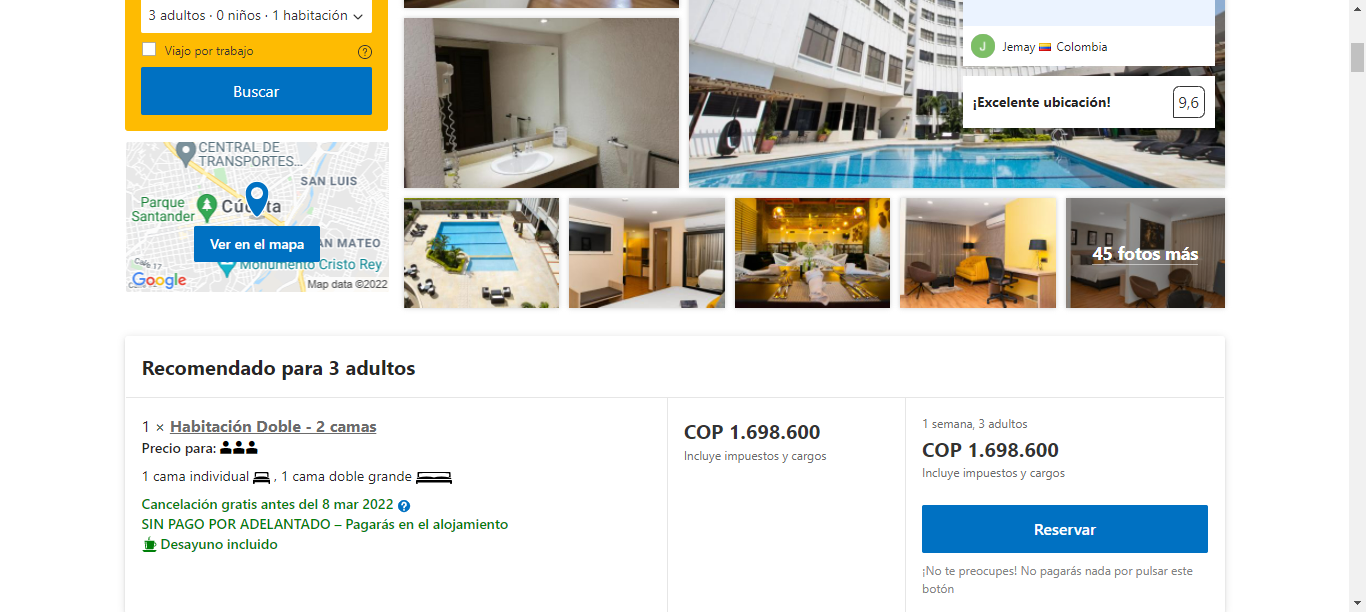 3 adultos · 0 niños · 1 habitación
Viajo por trabajo
?
Buscar
J
Jemay
Colombia
¡Excelente ubicación!
9,6
CENTRAL DE
TRANSPORTES...
SAN LUIS
Parque
Santander
Ver en el mapa
AN MATEO
Monumento Cristo Rey
Google
Map data ©2022
45 fotos más
Recomendado para 3 adultos
1 × Habitación Doble - 2 camas
Precio para:
1 cama individual , 1 cama doble grande
Cancelación gratis antes del 8 mar 2022 ?
SIN PAGO POR ADELANTADO – Pagarás en el alojamiento
Desayuno incluido
COP 1.698.600
Incluye impuestos y cargos
1 semana, 3 adultos
COP 1.698.600
Incluye impuestos y cargos
Reservar
¡No te preocupes! No pagarás nada por pulsar este
botón